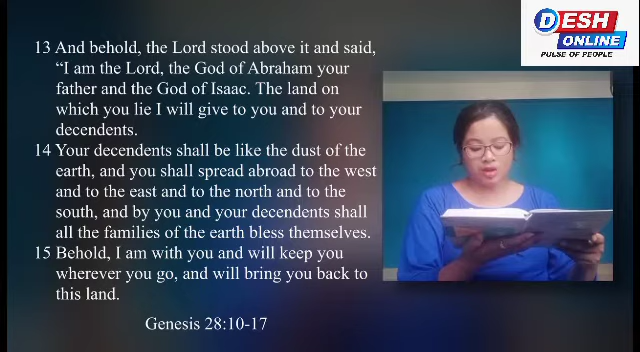 DESH
ONLINE
PULSE OF PEOPLE
13 And behold, the Lord stood above it and said,
“I am the Lord, the God of Abraham your
father and the God of Isaac. The land on
which you lie I will give to you and to your
decendents.
14 Your decendents shall be like the dust of the
earth, and you shall spread abroad to the west
and to the east and to the north and to the
south, and by you and your decendents shall
all the families of the earth bless themselves.
15 Behold, I am with you and will keep you
wherever you go, and will bring you back to
this land.
Genesis 28:10-17